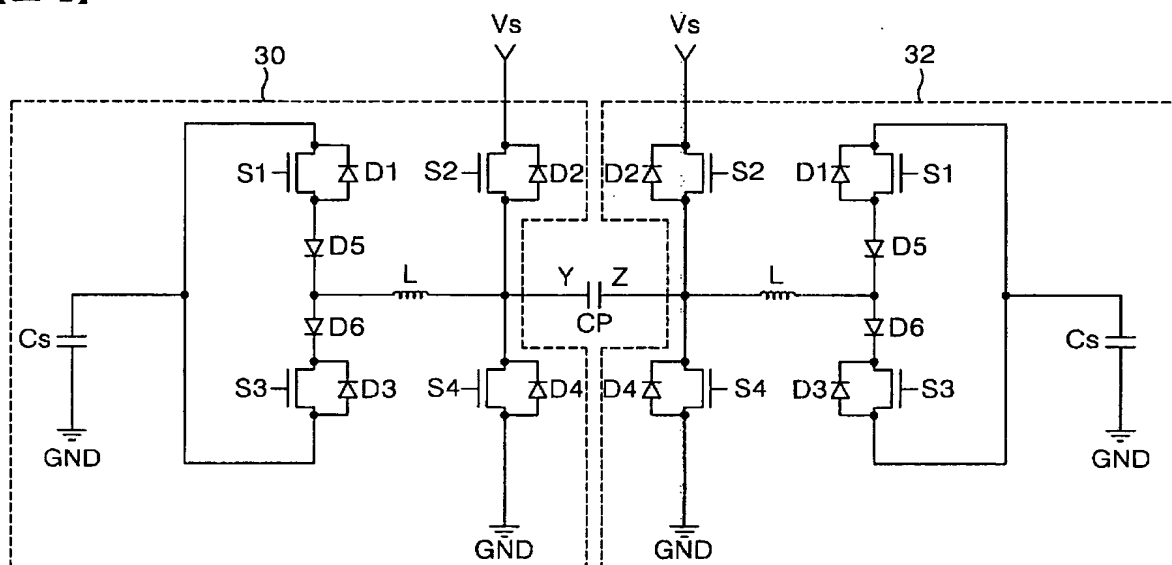 Vs Vs
30 32
S1 D1 S2 D2 D2 S2 D1 S1
D5 D5
L Y Z L
CP
D6 D6
Cs Cs
S3 D3 S4 D4 D4 S4 D3 S3
GND GND
GND GND